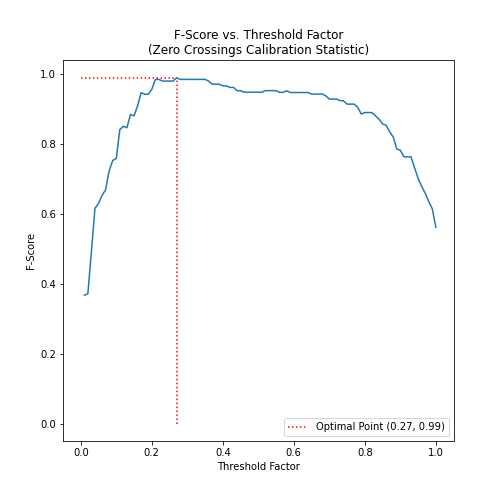 F-Score vs. Threshold Factor
(Zero Crossings Calibration Statistic)
1.0
0.8
0.6
0.4
0.2
0.0
F-Score
0.0 0.2 0.4 0.6 0.8 1.0
Threshold Factor
Optimal Point (0.27, 0.99)